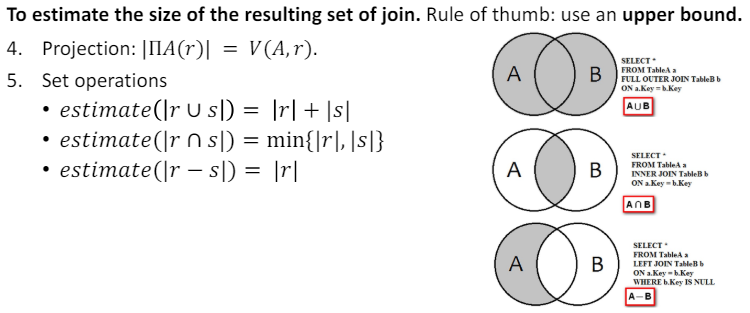 To estimate the size of the resulting set of join. Rule of thumb: use an upper bound.
4. Projection: |ΠA(r)| = V(A, r).
5. Set operations
• estimate(|r ∪ s|) = |r| + |s|
• estimate(|r ∩ s|) = min{|r|, |s|}
• estimate(|r − s|) = |r|
A
B
SELECT *
FROM TableA a
FULL OUTER JOIN TableB b
ON a.Key = b.Key
A∪B
A
B
SELECT *
FROM TableA a
INNER JOIN TableB b
ON a.Key = b.Key
A∩B
A
B
SELECT *
FROM TableA a
LEFT JOIN TableB b
ON a.Key = b.Key
WHERE b.Key IS NULL
A−B